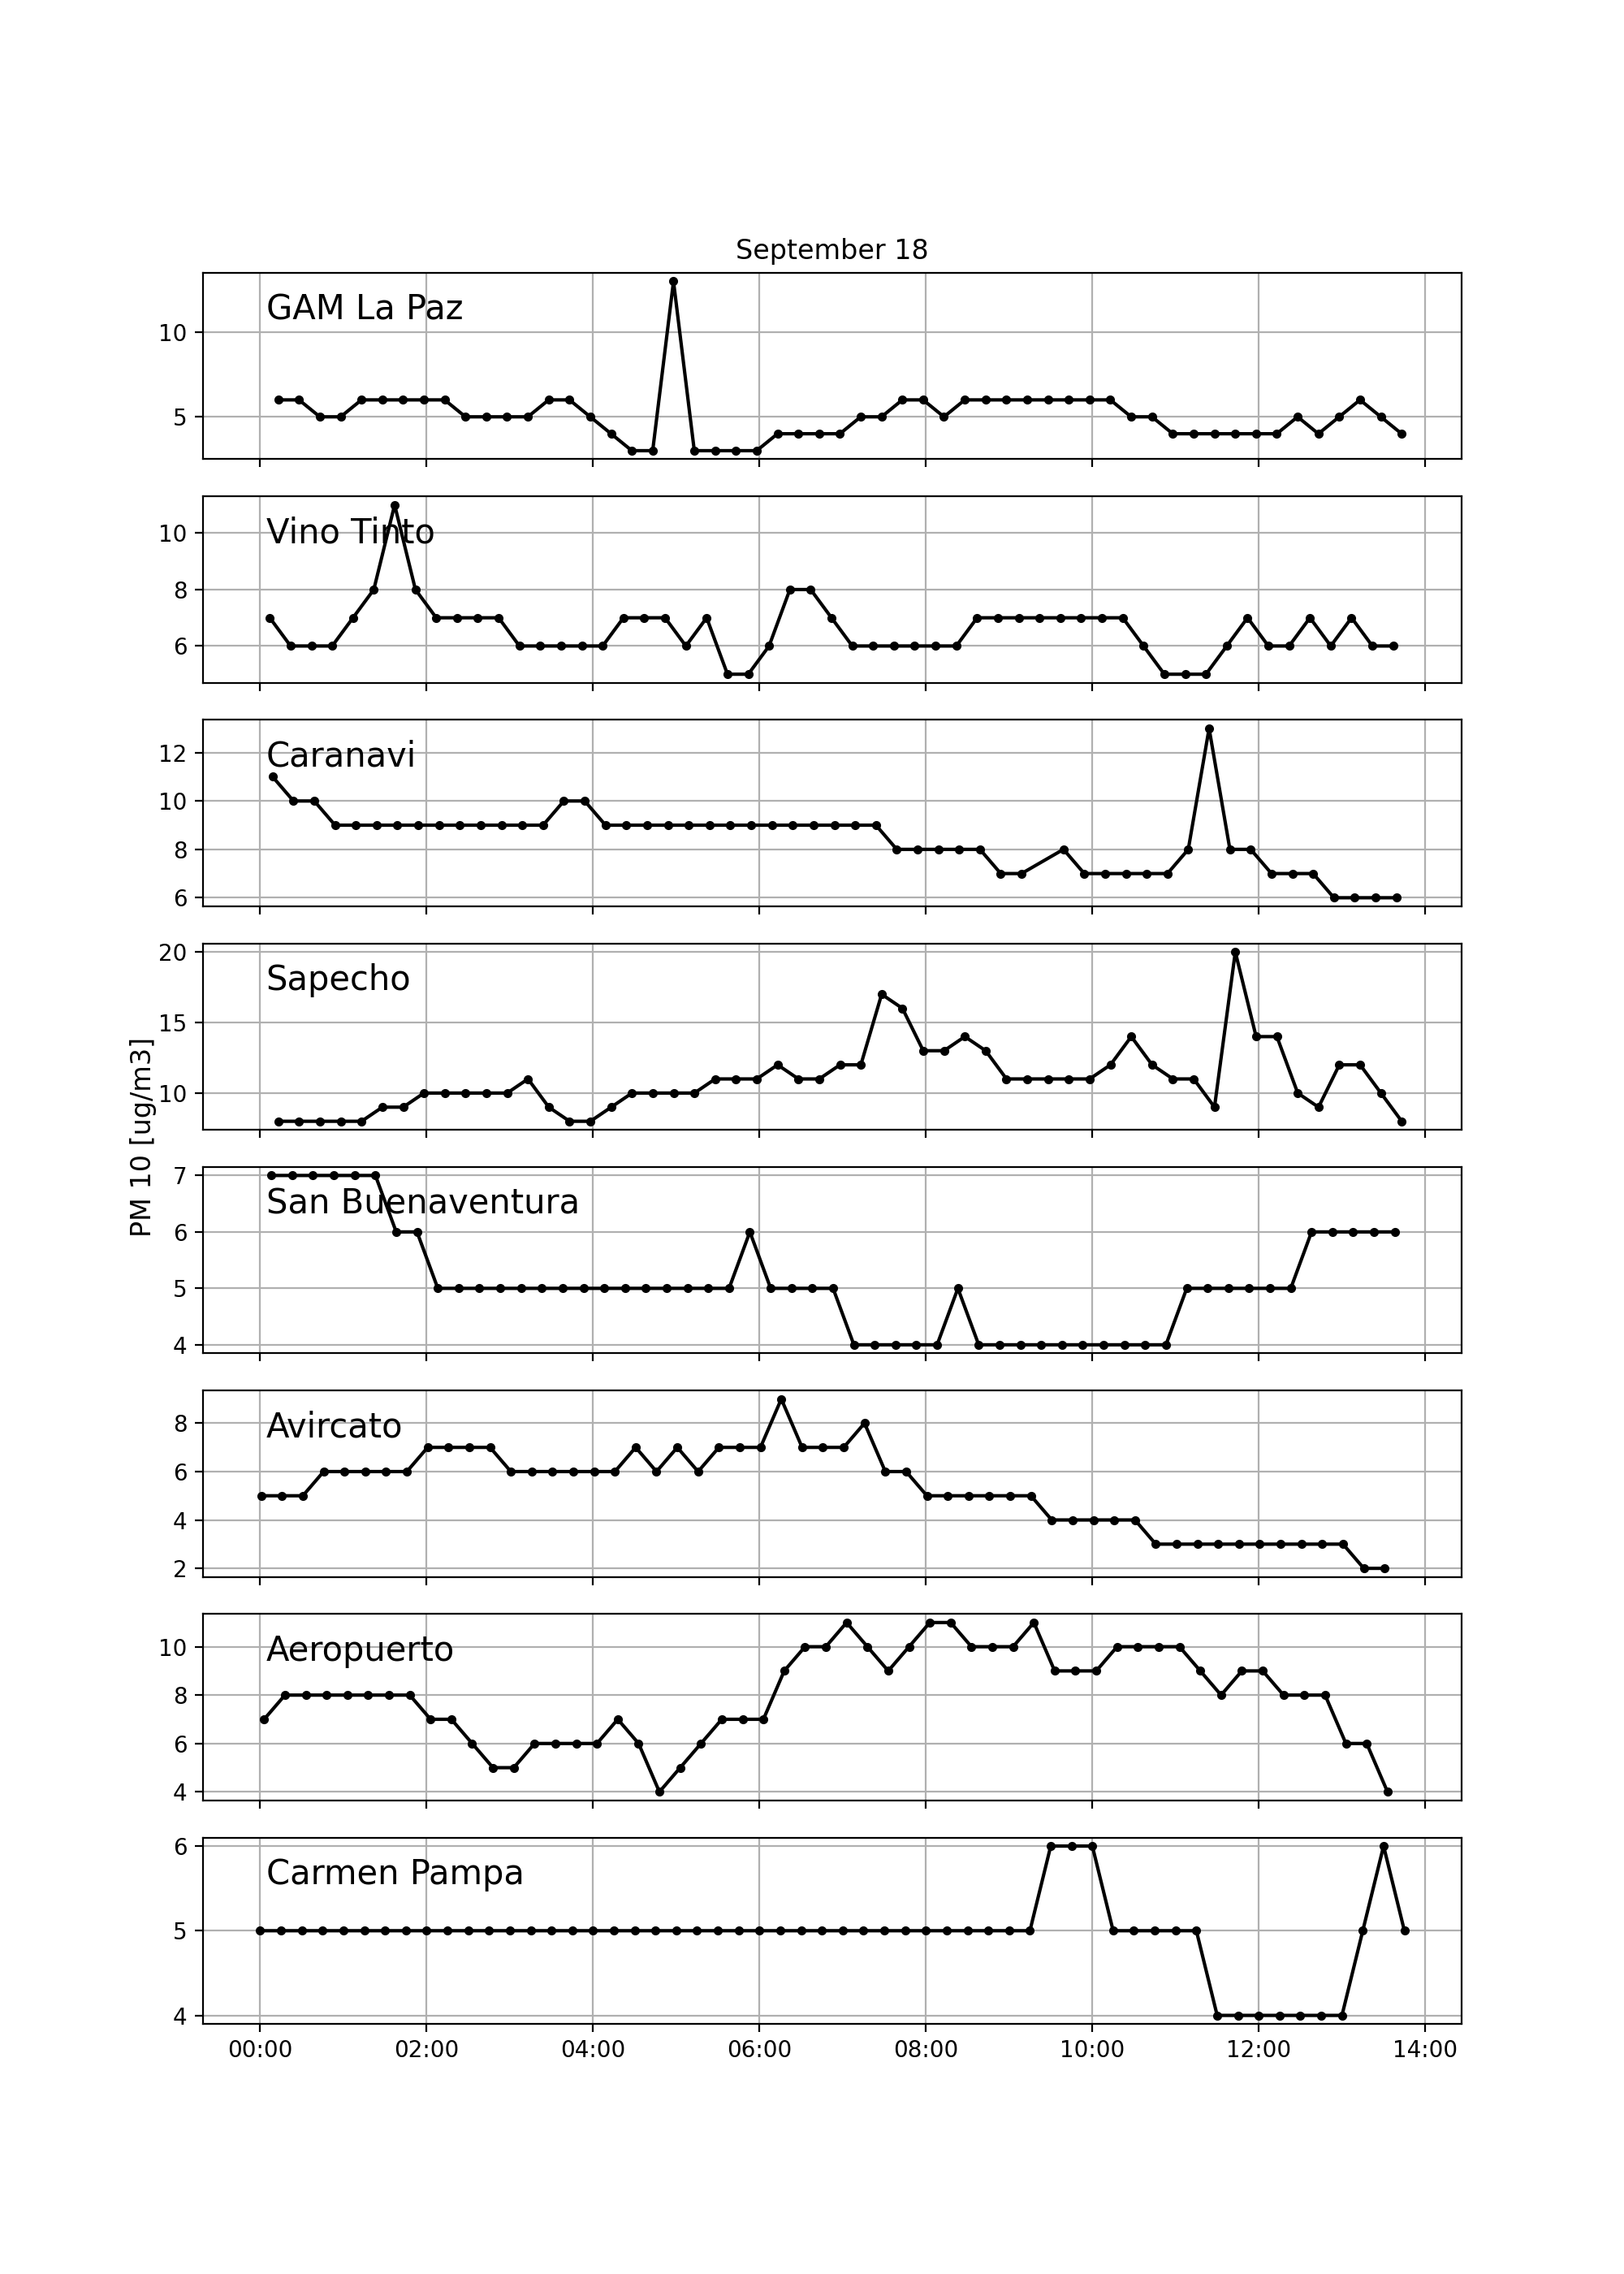 September 18
GAM La Paz
10
5
Vino Tinto
10
8
6
Caranavi
12
10
8
6
PM 10 [ug/m3]
Sapecho
20
15
10
San Buenaventura
7
6
5
4
Avircato
8
6
4
2
Aeropuerto
10
8
6
4
Carmen Pampa
6
5
4
00:00 02:00 04:00 06:00 08:00 10:00 12:00 14:00